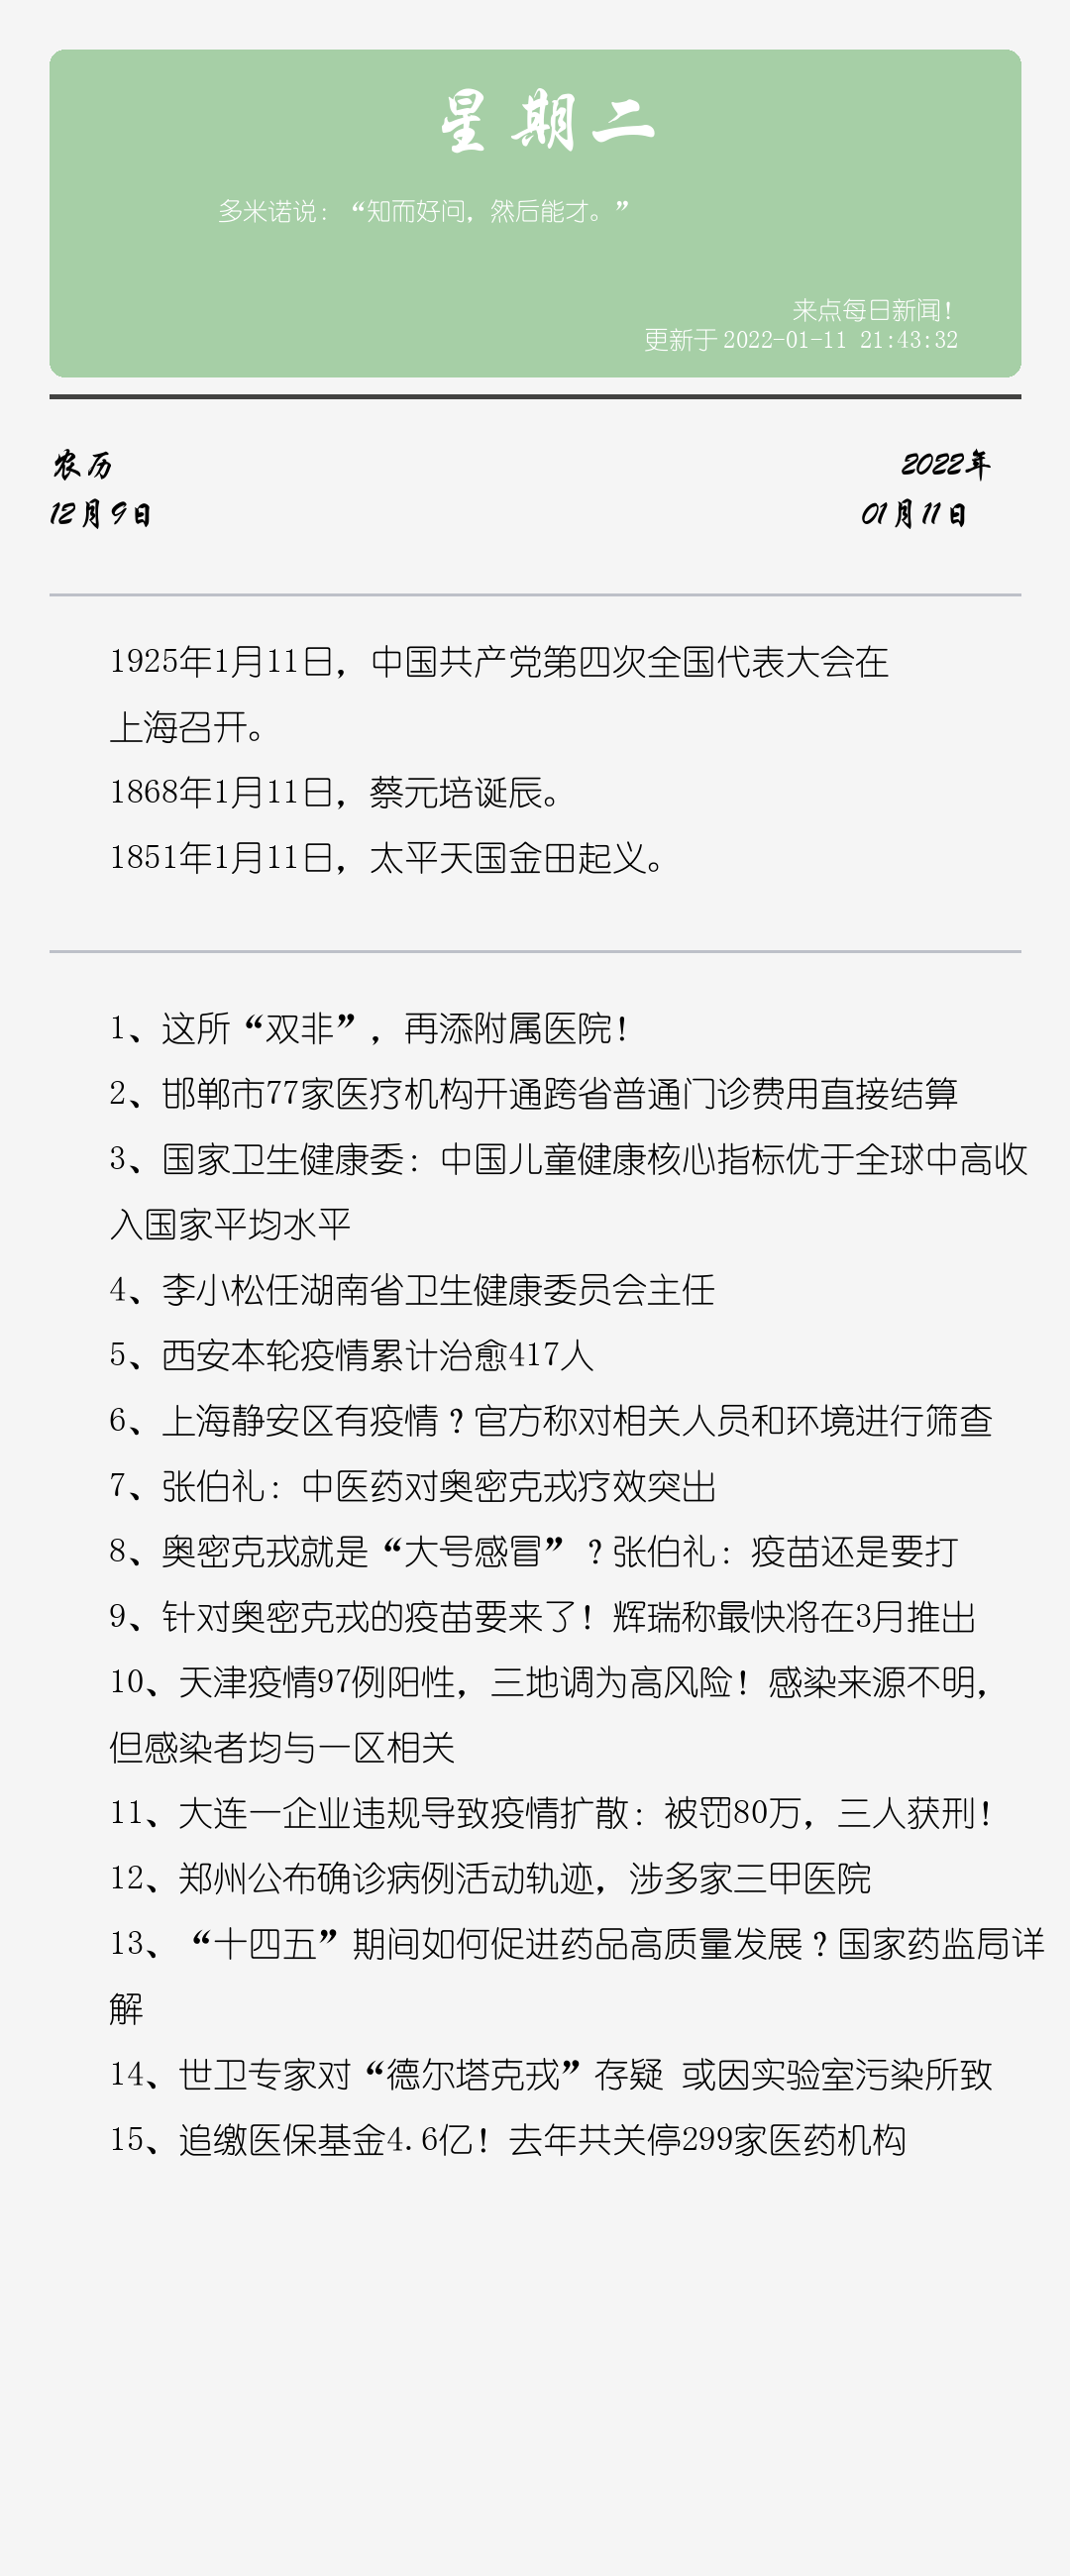 星期二
多米诺说：“知而好问，然后能才。”
来点每日新闻！
更新于2022-01-11 21:43:32
农历
12月9日
2022年
01月11日
1925年1月11日，中国共产党第四次全国代表大会在
上海召开。
1868年1月11日，蔡元培诞辰。
1851年1月11日，太平天国金田起义。
1、这所“双非”，再添附属医院！
2、邯郸市77家医疗机构开通跨省普通门诊费用直接结算
3、国家卫生健康委：中国儿童健康核心指标优于全球中高收
入国家平均水平
4、李小松任湖南省卫生健康委员会主任
5、西安本轮疫情累计治愈417人
6、上海静安区有疫情？官方称对相关人员和环境进行筛查
7、张伯礼：中医药对奥密克戎疗效突出
8、奥密克戎就是“大号感冒”？张伯礼：疫苗还是要打
9、针对奥密克戎的疫苗要来了！辉瑞称最快将在3月推出
10、天津疫情97例阳性，三地调为高风险！感染来源不明，
但感染者均与一区相关
11、大连一企业违规导致疫情扩散：被罚80万，三人获刑！
12、郑州公布确诊病例活动轨迹，涉多家三甲医院
13、“十四五”期间如何促进药品高质量发展？国家药监局详
解
14、世卫专家对“德尔塔克戎”存疑 或因实验室污染所致
15、追缴医保基金4.6亿！去年共关停299家医药机构